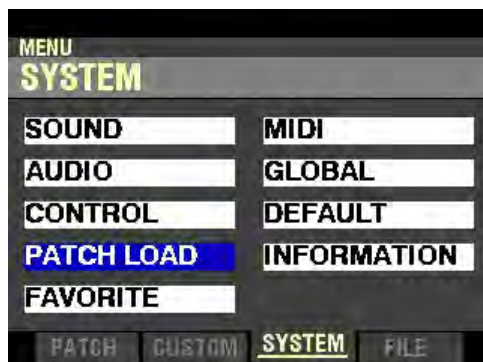 MENU
SYSTEM
SOUND
AUDIO
CONTROL
PATCH LOAD
FAVORITE
MIDI
GLOBAL
DEFAULT
INFORMATION
PATCH CUSTOM SYSTEM FILE